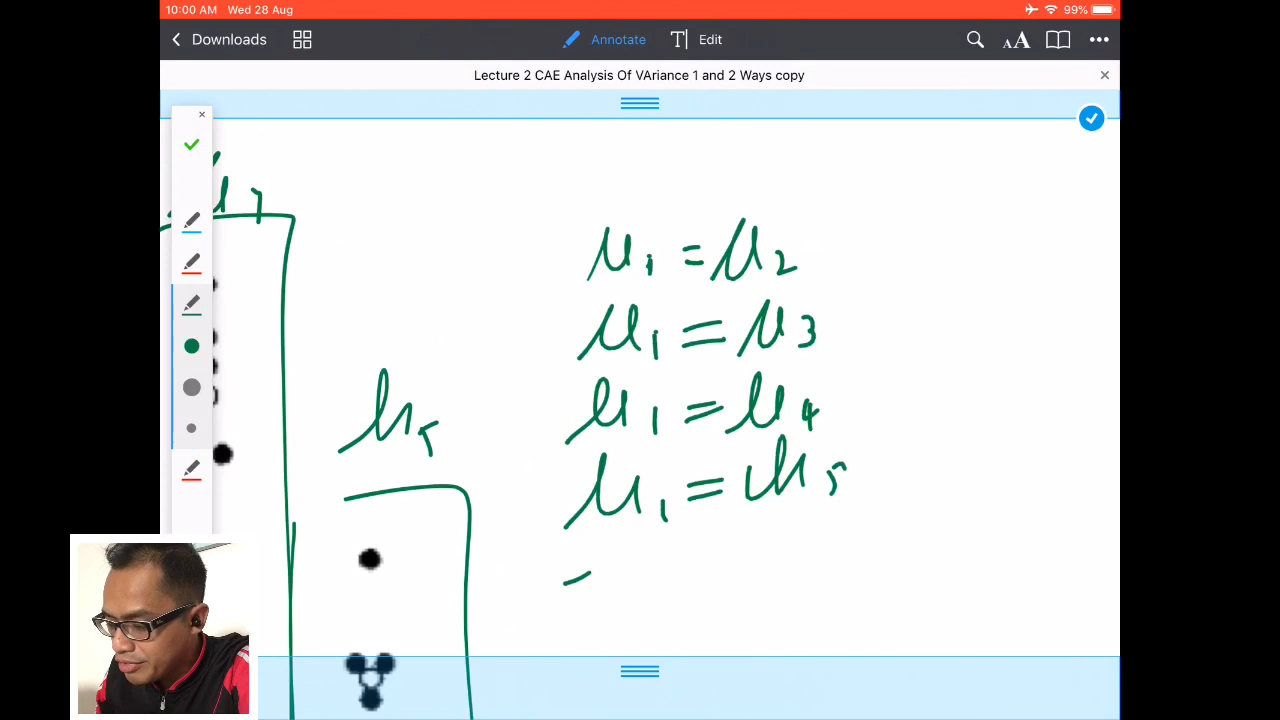 10:00 AM Wed 28 Aug 99%
Downloads Annotate T Edit AA
Lecture 2 CAE Analysis Of VAriance 1 and 2 Ways copy
μ₁ = μ₂
μ₁ = μ₃
μ₁ = μ₄
μ₅
μ₁ = μ₅